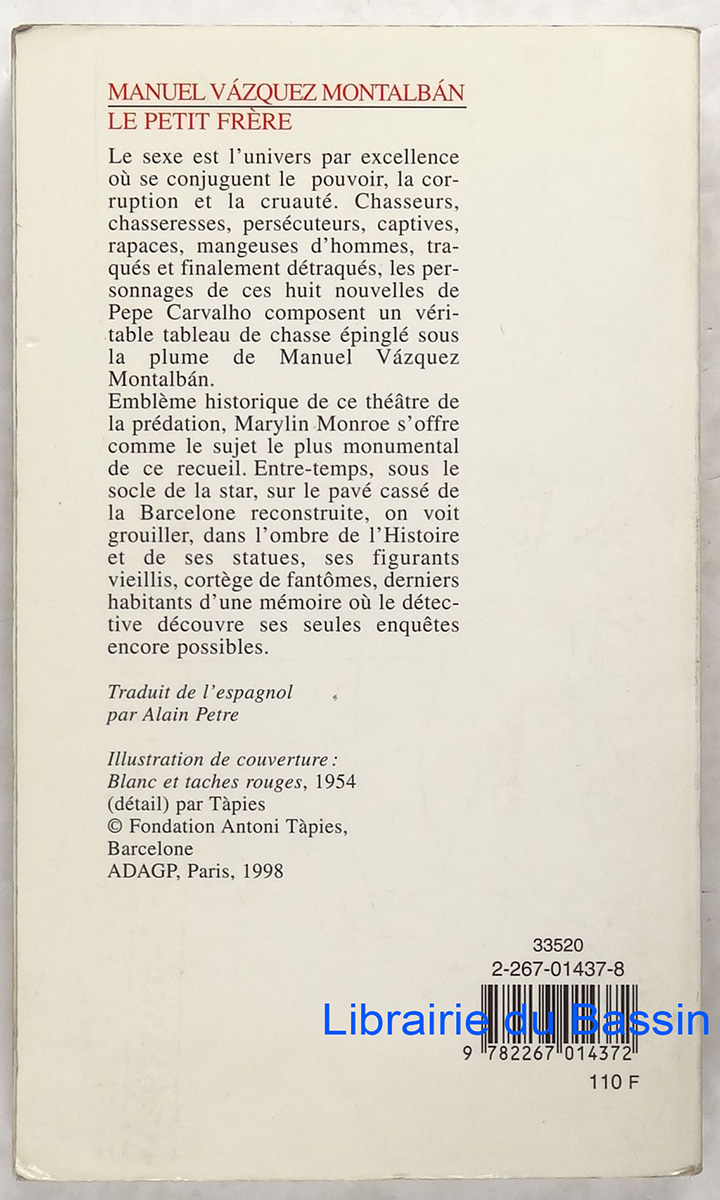 MANUEL VÁZQUEZ MONTALBÁN
LE PETIT FRÈRE
Le sexe est l'univers par excellence
où se conjuguent le pouvoir, la cor-
ruption et la cruauté. Chasseurs,
chasseresses, persécuteurs, captives,
rapaces, mangeuses d'hommes, tra-
qués et finalement détraqués, les per-
sonnages de ces huit nouvelles de
Pepe Carvalho composent un véri-
table tableau de chasse épinglé sous
la plume de Manuel Vázquez
Montalbán.
Emblème historique de ce théâtre de
la prédation, Marylin Monroe s'offre
comme le sujet le plus monumental
de ce recueil. Entre-temps, sous le
socle de la star, sur le pavé cassé de
la Barcelone reconstruite, on voit
grouiller, dans l'ombre de l'Histoire
et de ses statues, ses figurants
vieillis, cortège de fantômes, derniers
habitants d'une mémoire où le détec-
tive découvre ses seules enquêtes
encore possibles.
Traduit de l'espagnol
par Alain Petre
Illustration de couverture :
Blanc et taches rouges, 1954
(détail) par Tàpies
© Fondation Antoni Tàpies,
Barcelone
ADAGP, Paris, 1998
33520
2-267-01437-8
Librairie du Bassin
9 782267 014372
110 F